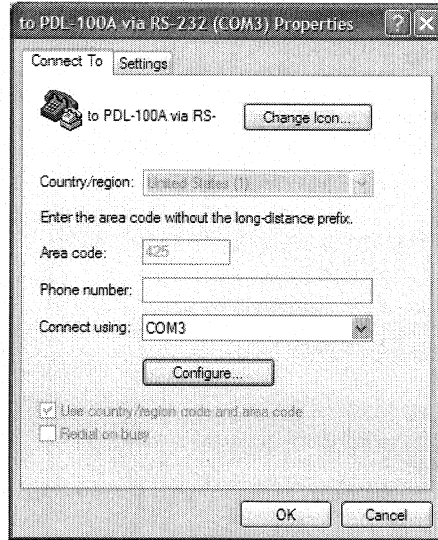 to PDL-100A via RS-232 (COM3) Properties
Connect To Settings
to PDL-100A via RS- Change Icon...
Country/region: United States (1)
Enter the area code without the long-distance prefix.
Area code: 425
Phone number:
Connect using: COM3
Configure...
Use country/region code and area code
Redial on busy
OK Cancel